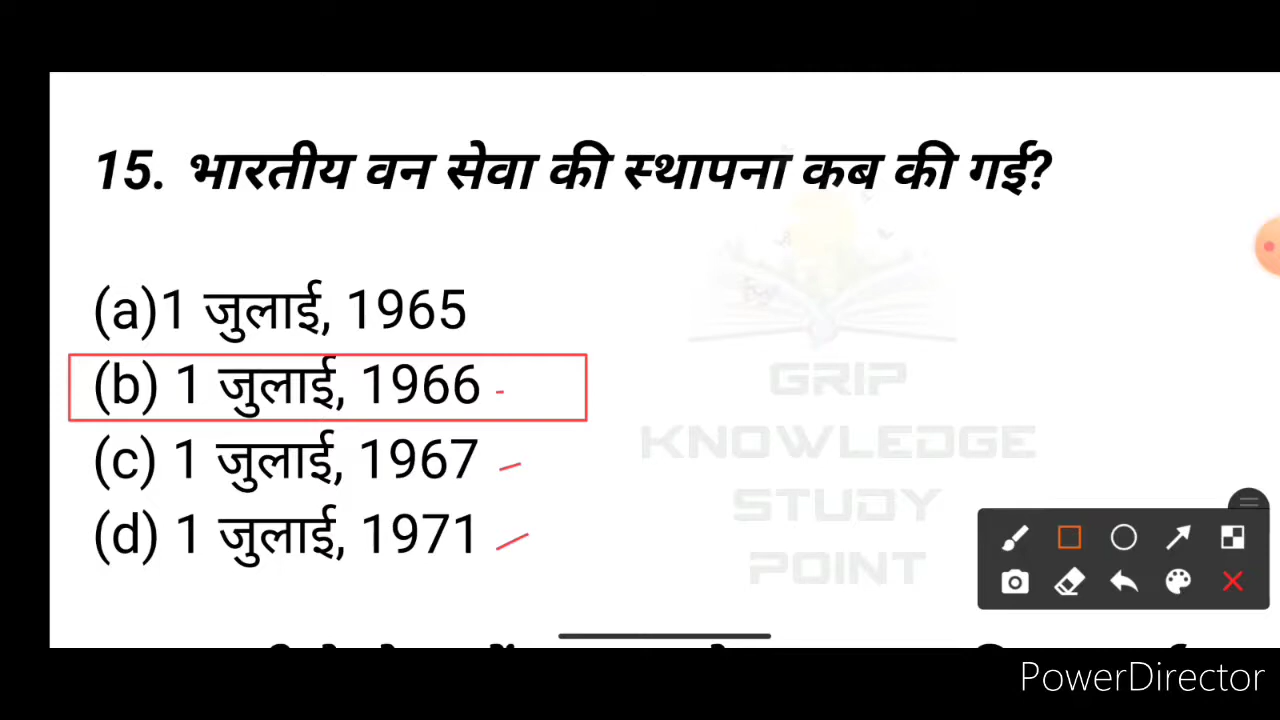 15. भारतीय वन सेवा की स्थापना कब की गई?
(a)1 जुलाई, 1965
(b) 1 जुलाई, 1966
(c) 1 जुलाई, 1967
(d) 1 जुलाई, 1971
GRIP
KNOWLEDGE
STUDY
POINT
PowerDirector